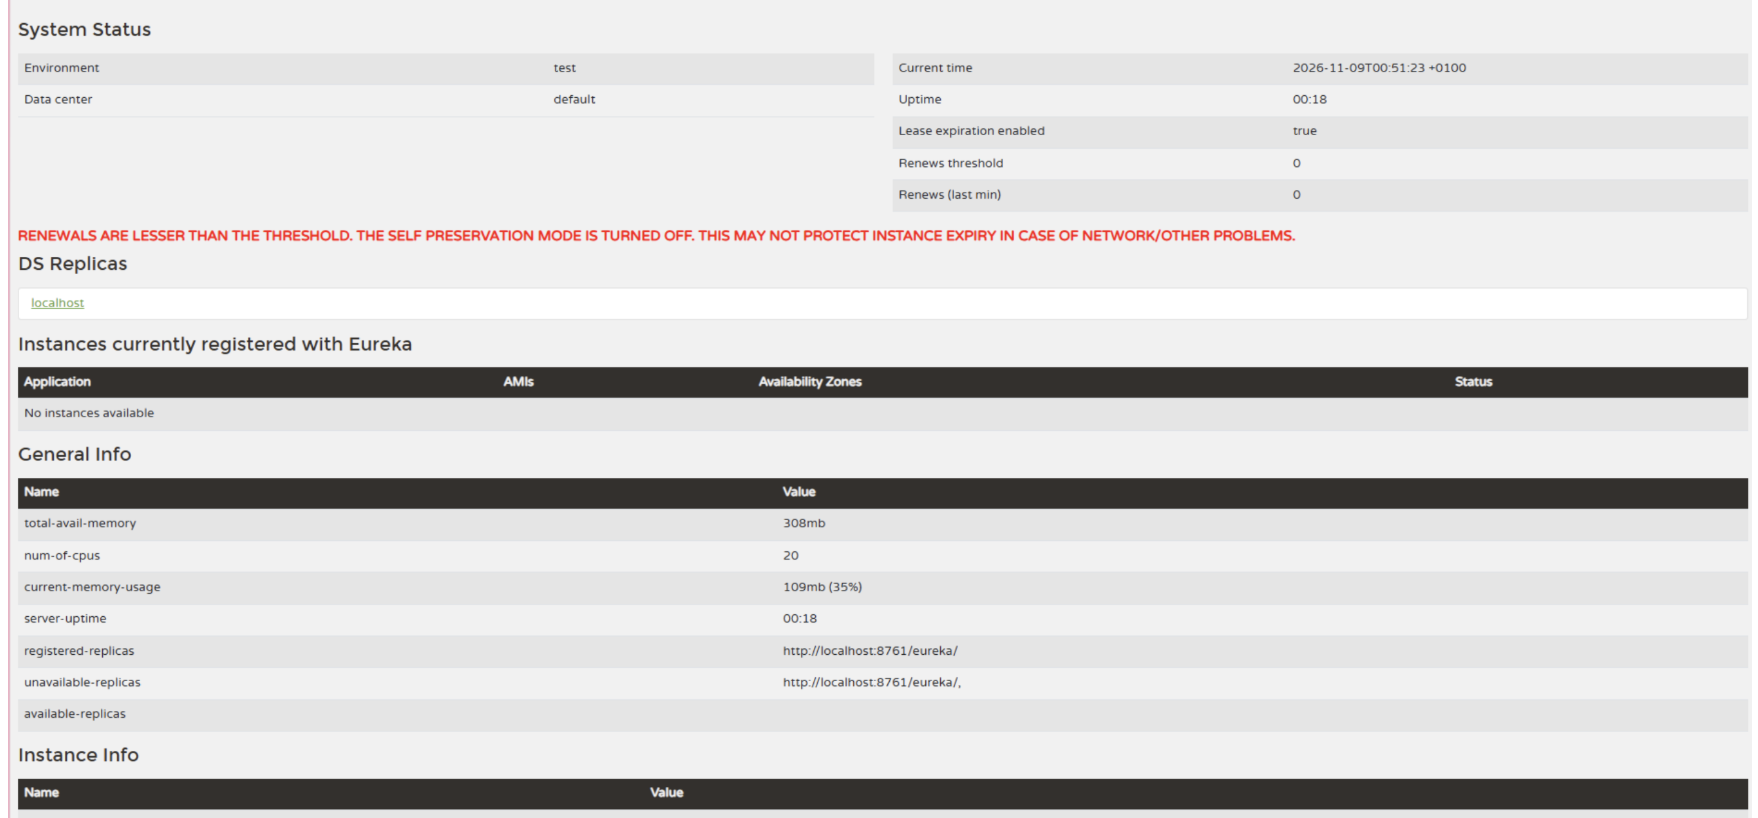 System Status
Environment test
Data center default
Current time 2026-11-09T00:51:23 +0100
Uptime 00:18
Lease expiration enabled true
Renews threshold 0
Renews (last min) 0
RENEWALS ARE LESSER THAN THE THRESHOLD. THE SELF PRESERVATION MODE IS TURNED OFF. THIS MAY NOT PROTECT INSTANCE EXPIRY IN CASE OF NETWORK/OTHER PROBLEMS.
DS Replicas
localhost
Instances currently registered with Eureka
Application AMIs Availability Zones Status
No instances available
General Info
Name Value
total-avail-memory 308mb
num-of-cpus 20
current-memory-usage 109mb (35%)
server-uptime 00:18
registered-replicas http://localhost:8761/eureka/
unavailable-replicas http://localhost:8761/eureka/,
available-replicas
Instance Info
Name Value